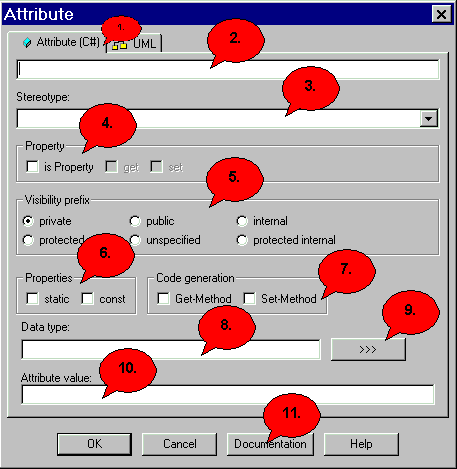 Attribute
1.
Attribute (C#) UML
2.
3.
Stereotype:
4.
Property
is Property get set
5.
Visibility prefix
private public internal
protected unspecified protected internal
6.
7.
Properties Code generation
static const Get-Method Set-Method
8.
9.
Data type:
>>>
10.
Attribute value:
11.
OK Cancel Documentation Help